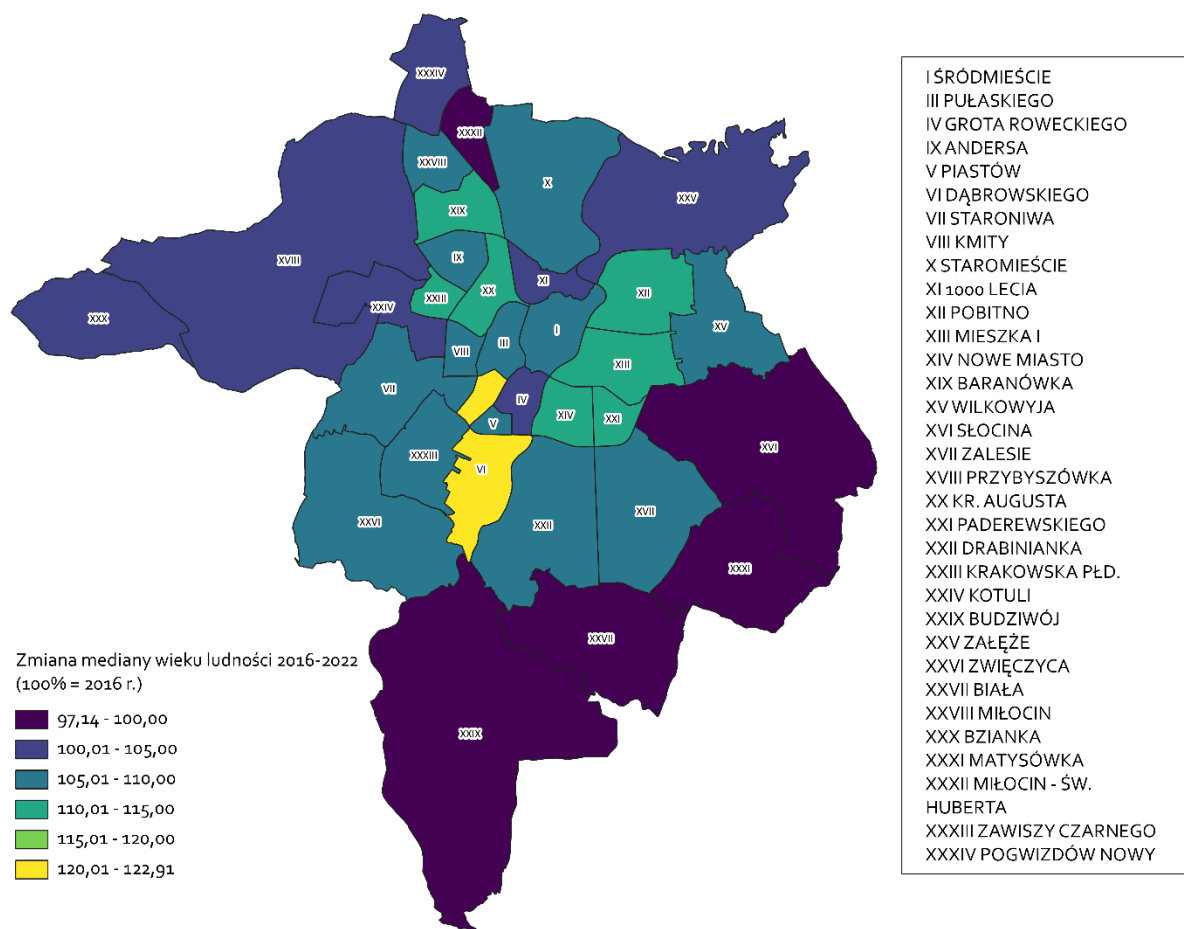 XXXIV
XXXII
XXVIII
X
XXV
XIX
IX
XVIII
XI
XX
XII
XXIII
XXIV
XXX
I
XV
III
VIII
XIII
VII
IV
XIV
XXI
V
XXXIII
XVI
VI
XXVI
XXII
XVII
XXXI
XXVII
XXIX
Zmiana mediany wieku ludności 2016-2022
(100% = 2016 r.)
97,14 - 100,00
100,01 - 105,00
105,01 - 110,00
110,01 - 115,00
115,01 - 120,00
120,01 - 122,91
I ŚRÓDMIEŚCIE
III PUŁASKIEGO
IV GROTA ROWECKIEGO
IX ANDERSA
V PIASTÓW
VI DĄBROWSKIEGO
VII STARONIWA
VIII KMITY
X STAROMIEŚCIE
XI 1000 LECIA
XII POBITNO
XIII MIESZKA I
XIV NOWE MIASTO
XIX BARANÓWKA
XV WILKOWYJA
XVI SŁOCINA
XVII ZALESIE
XVIII PRZYBYSZÓWKA
XX KR. AUGUSTA
XXI PADEREWSKIEGO
XXII DRABINIANKA
XXIII KRAKOWSKA PŁD.
XXIV KOTULI
XXIX BUDZIWÓJ
XXV ZAŁĘŻE
XXVI ZWIĘCZYCA
XXVII BIAŁA
XXVIII MIŁOCIN
XXX BZIANKA
XXXI MATYSÓWKA
XXXII MIŁOCIN - ŚW.
HUBERTA
XXXIII ZAWISZY CZARNEGO
XXXIV POGWIZDÓW NOWY